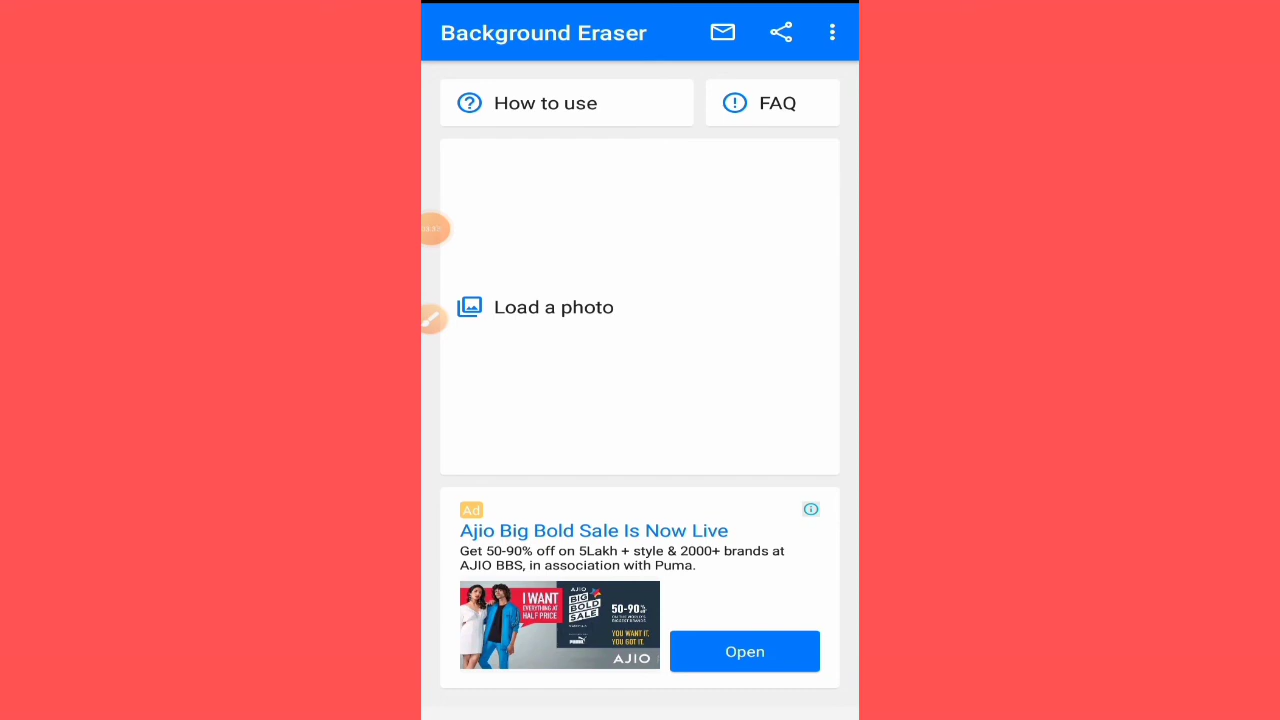 Background Eraser
How to use
FAQ
Load a photo
Ad
Ajio Big Bold Sale Is Now Live
Get 50-90% off on 5Lakh + style & 2000+ brands at
AJIO BBS, in association with Puma.
I WANT
EVERYTHING AT
HALF PRICE
AJIO
BIG
BOLD
SALE
PUMA
50-90%
YOU WANT IT,
YOU GOT IT.
AJIO
Open